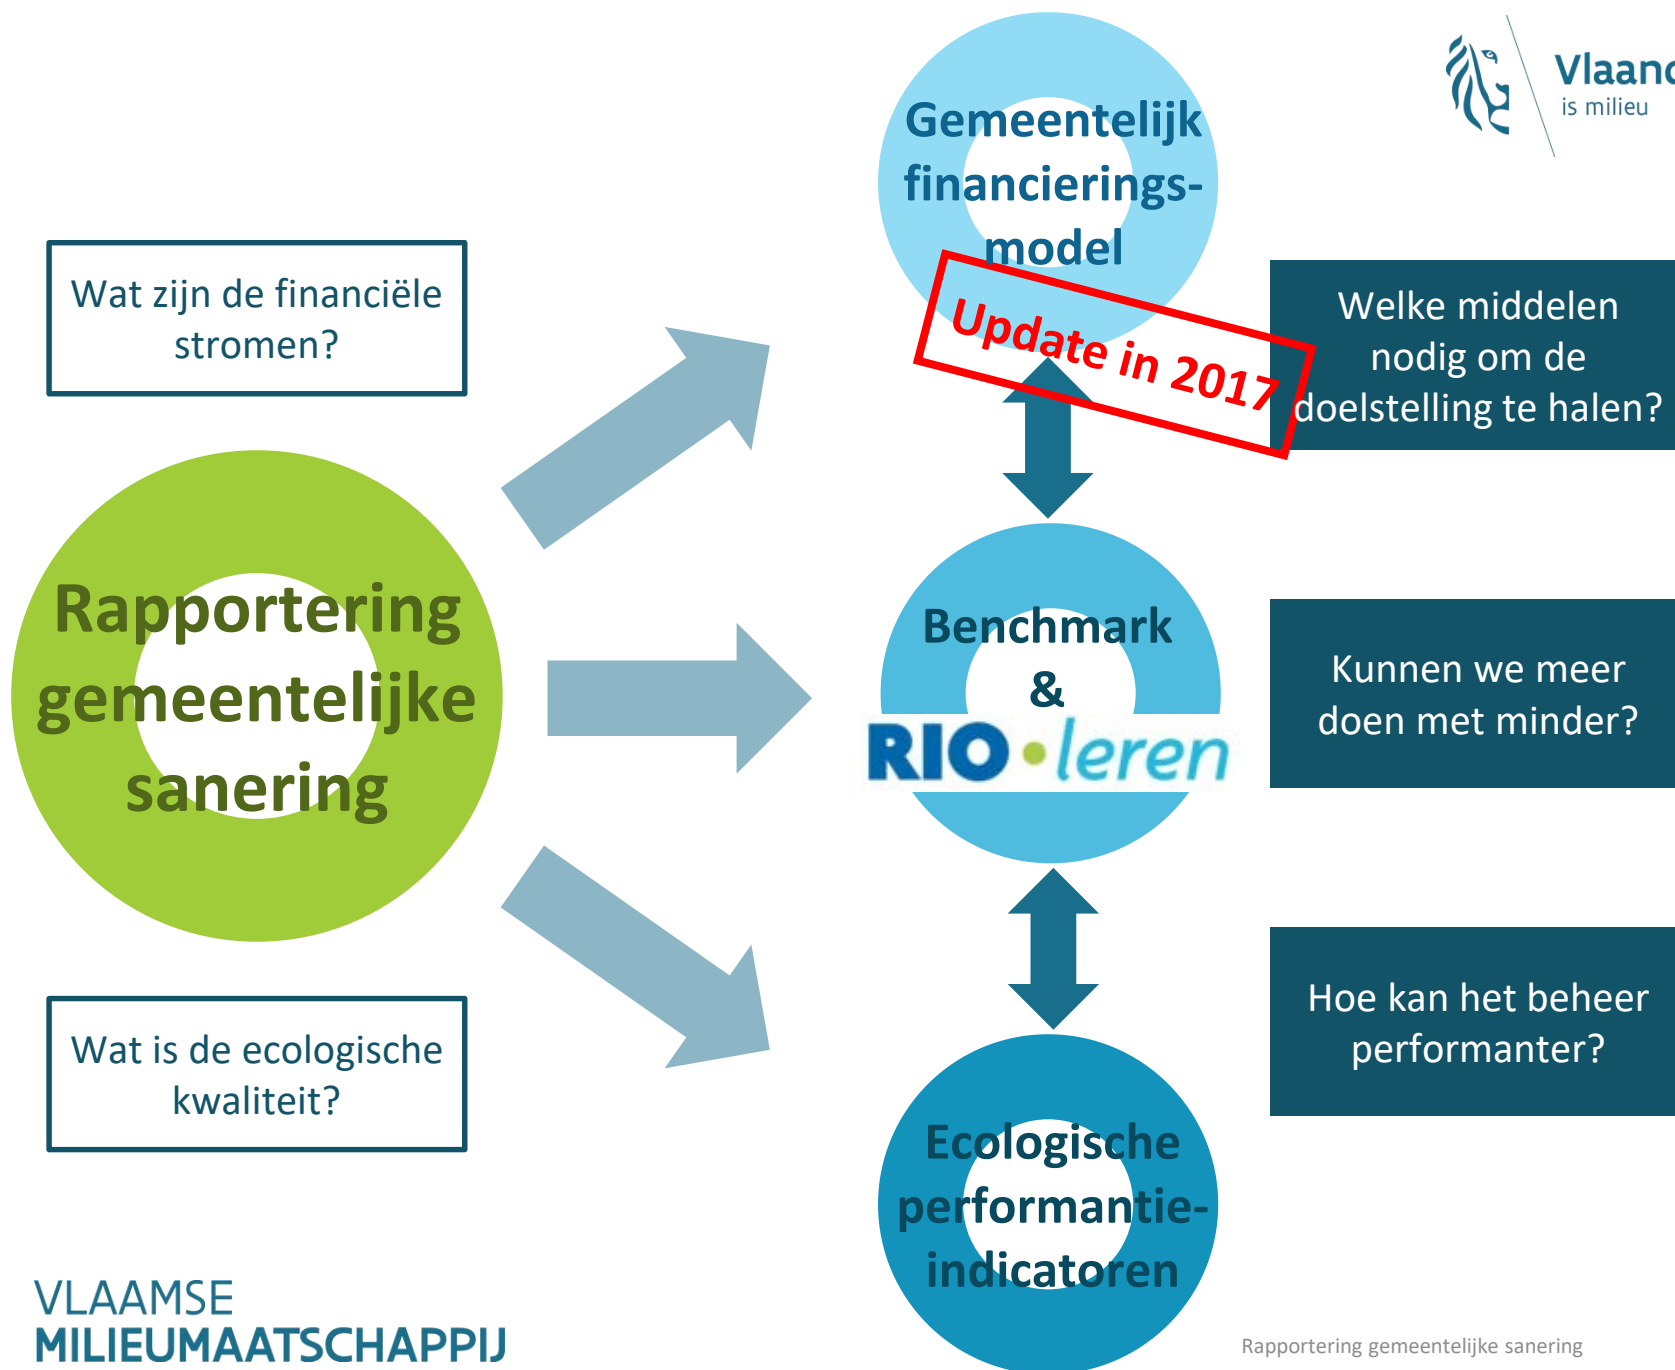 Vlaand
is milieu
Gemeentelijk
financierings-
model
Update in 2017
Wat zijn de financiële
stromen?
Welke middelen
nodig om de
doelstelling te halen?
Rapportering
gemeentelijke
sanering
Benchmark
&
RIO•leren
Kunnen we meer
doen met minder?
Wat is de ecologische
kwaliteit?
Hoe kan het beheer
performanter?
Ecologische
performantie-
indicatoren
VLAAMSE
MILIEUMAATSCHAPPIJ
Rapportering gemeentelijke sanering